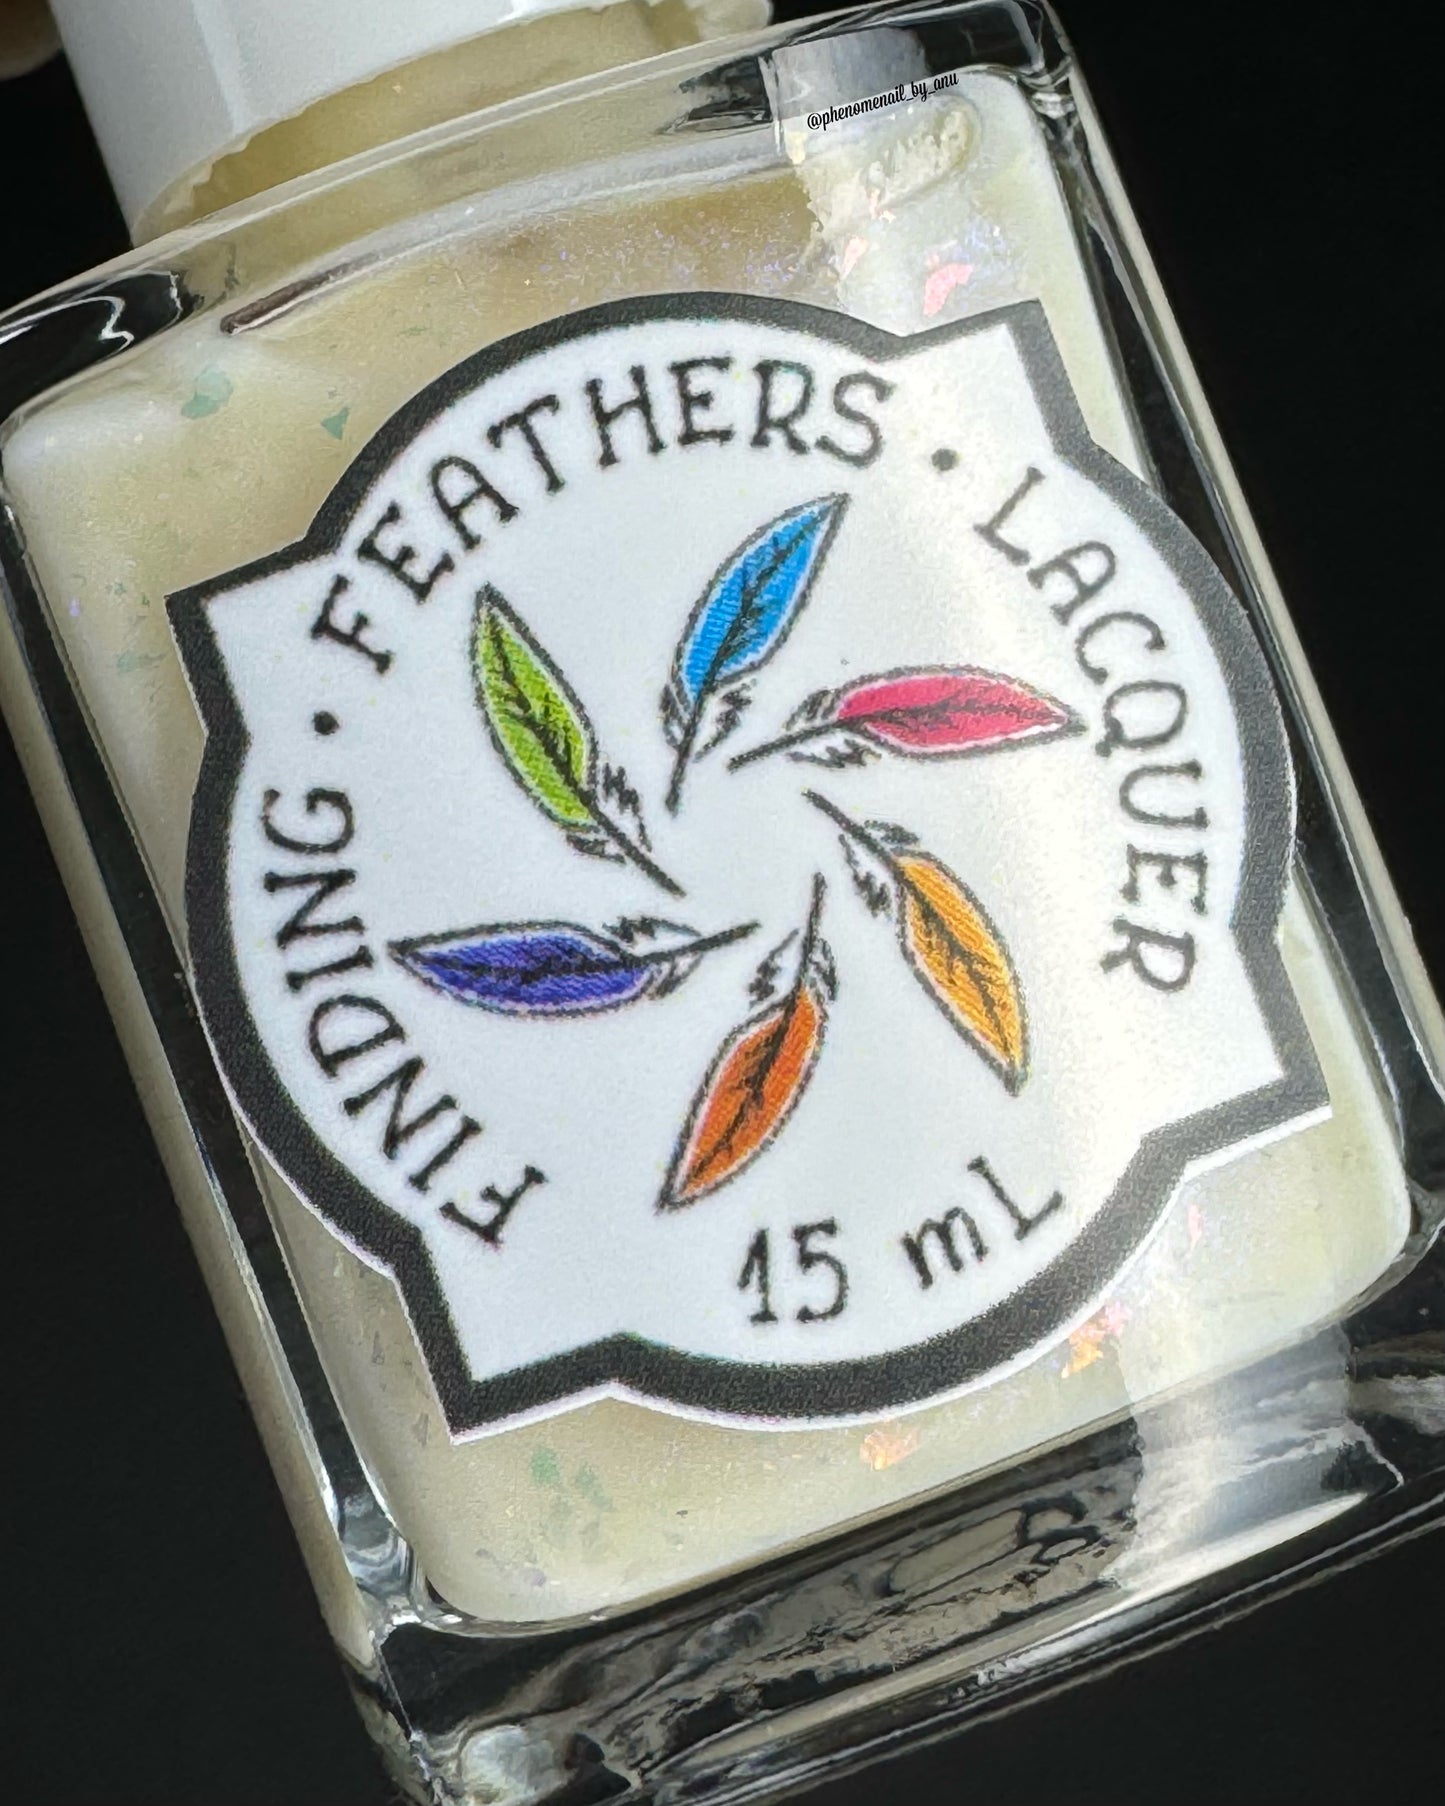 @phenomenail_by_anu
FINDING • FEATHERS • LACQUER
15 mL